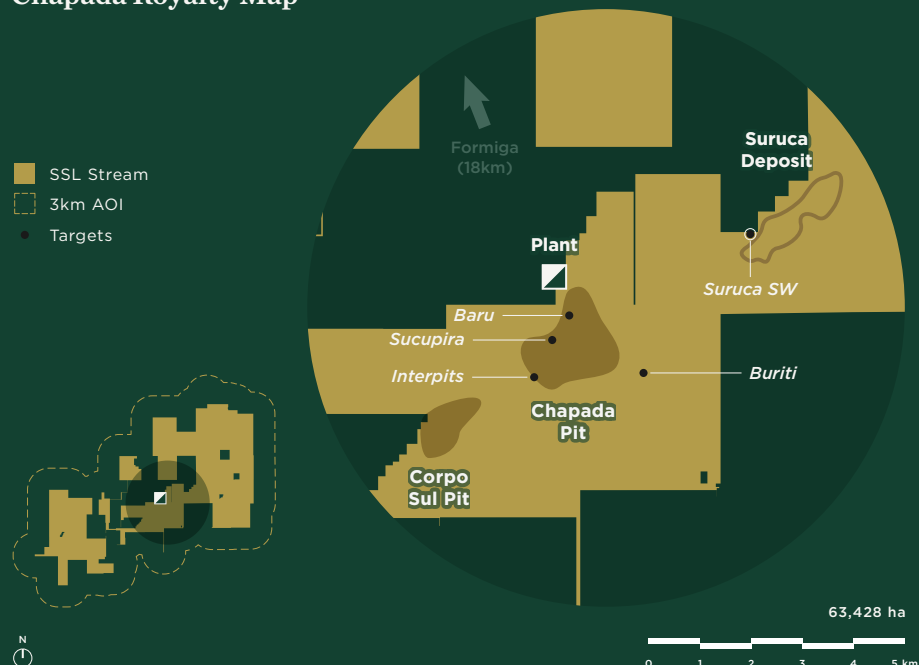 Chapada Royalty Map
SSL Stream
3km AOI
Targets
Formiga
(18km)
Suruca
Deposit
Plant
Suruca SW
Baru
Sucupira
Interpits
Buriti
Chapada
Pit
Corpo
Sul Pit
63,428 ha
N
0 1 2 3 4 5 km